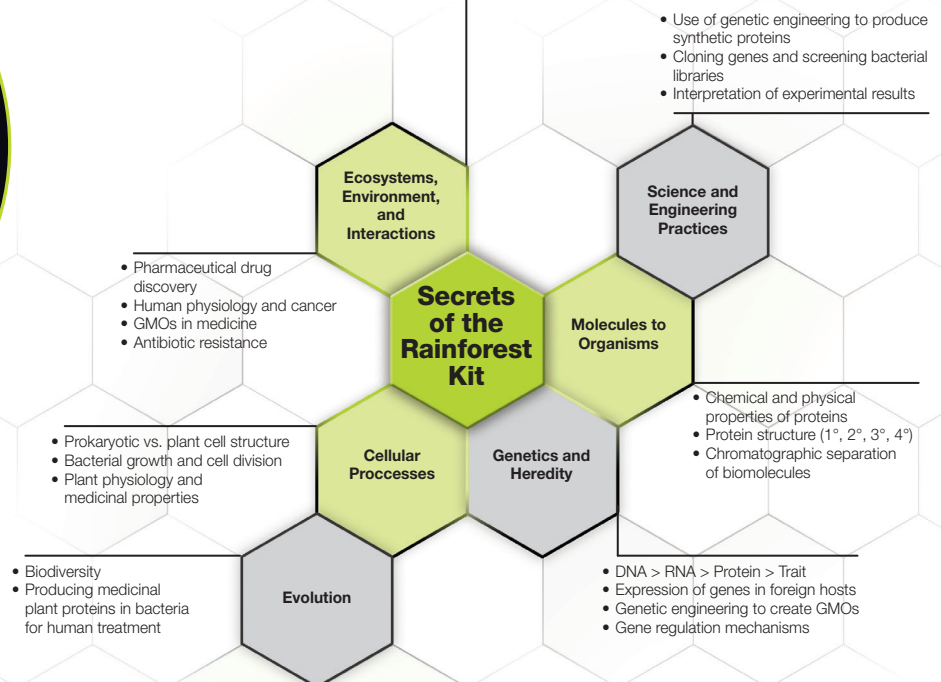 • Use of genetic engineering to produce
synthetic proteins
• Cloning genes and screening bacterial
libraries
• Interpretation of experimental results
Ecosystems,
Environment,
and
Interactions
Science and
Engineering
Practices
• Pharmaceutical drug
discovery
• Human physiology and cancer
• GMOs in medicine
• Antibiotic resistance
Secrets
of the
Rainforest
Kit
Molecules to
Organisms
• Chemical and physical
properties of proteins
• Protein structure (1°, 2°, 3°, 4°)
• Chromatographic separation
of biomolecules
• Prokaryotic vs. plant cell structure
• Bacterial growth and cell division
• Plant physiology and
medicinal properties
Cellular
Proccesses
Genetics and
Heredity
• Biodiversity
• Producing medicinal
plant proteins in bacteria
for human treatment
Evolution
• DNA > RNA > Protein > Trait
• Expression of genes in foreign hosts
• Genetic engineering to create GMOs
• Gene regulation mechanisms